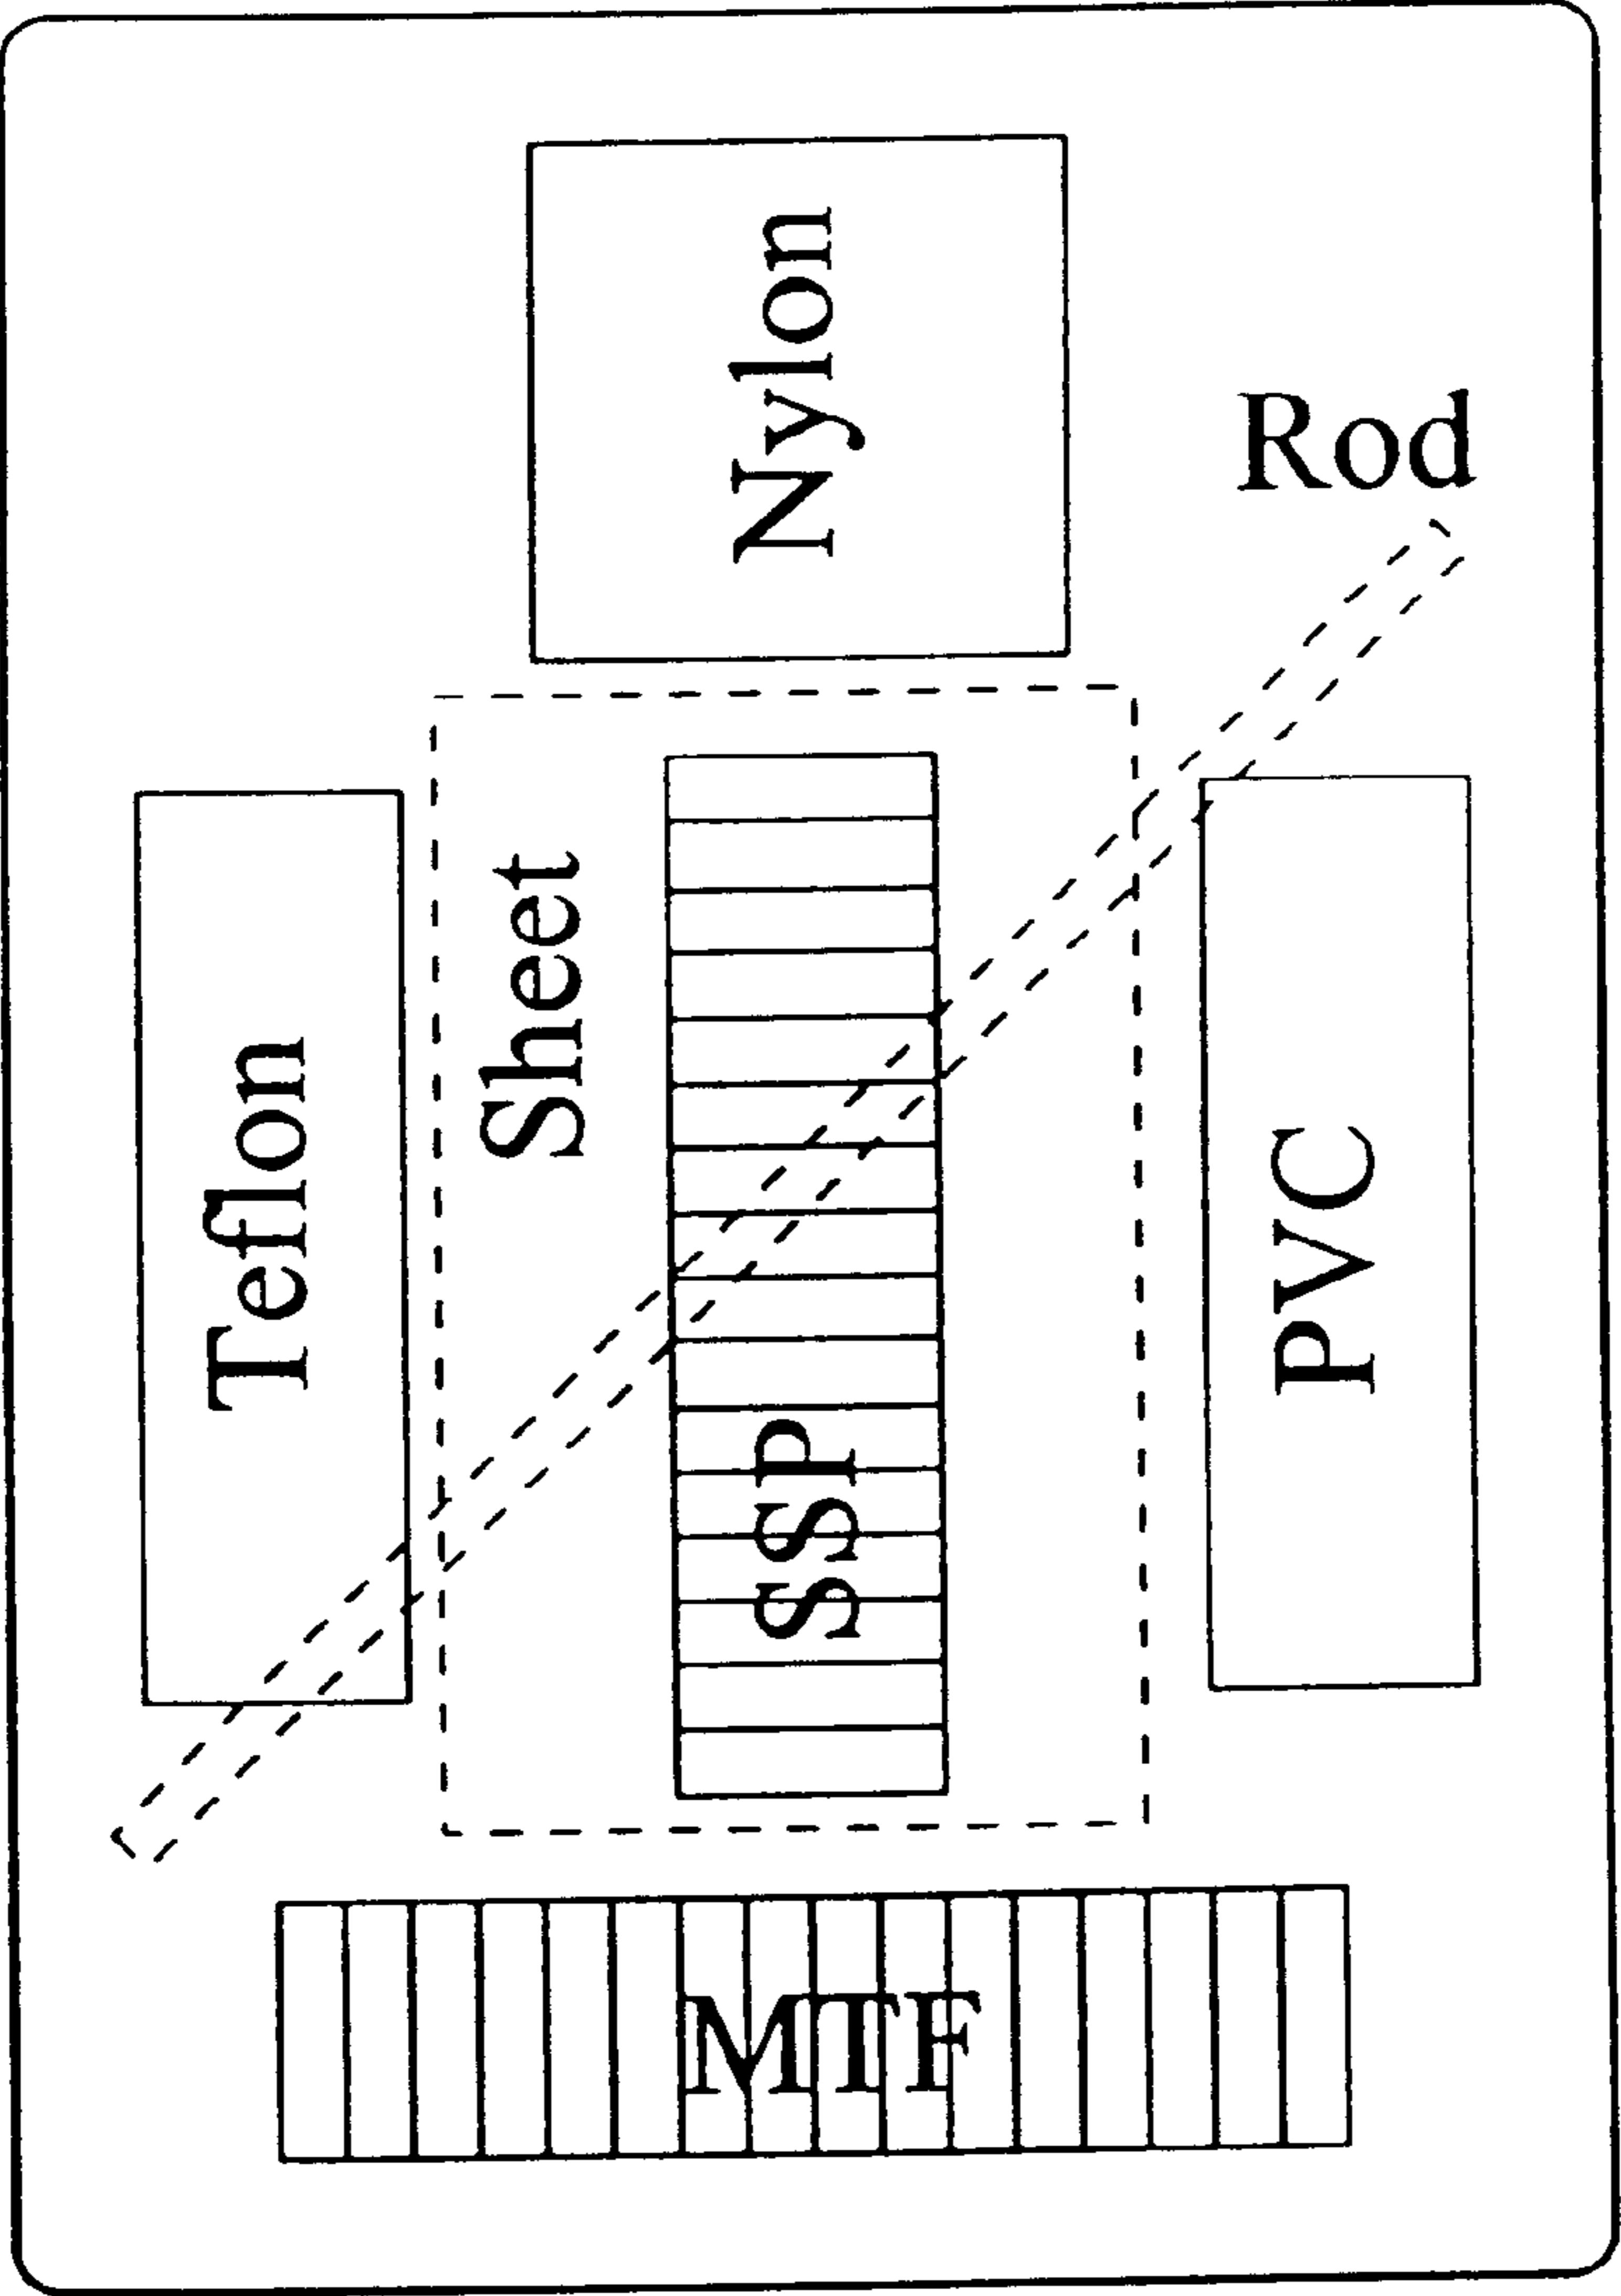 Nylon
Rod
Sheet
Teflon
PVC
SSP
MTF